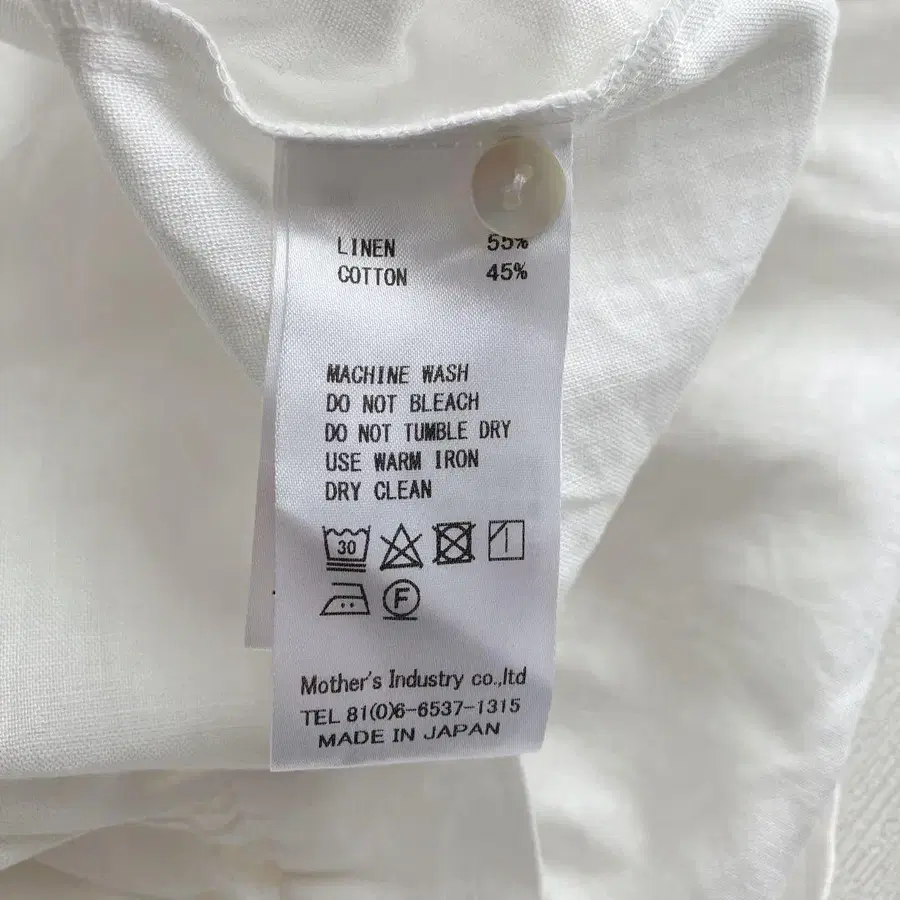 LINEN 55%
COTTON 45%
MACHINE WASH
DO NOT BLEACH
DO NOT TUMBLE DRY
USE WARM IRON
DRY CLEAN
30
F
Mother's Industry co.,ltd
TEL 81(0)6-6537-1315
MADE IN JAPAN